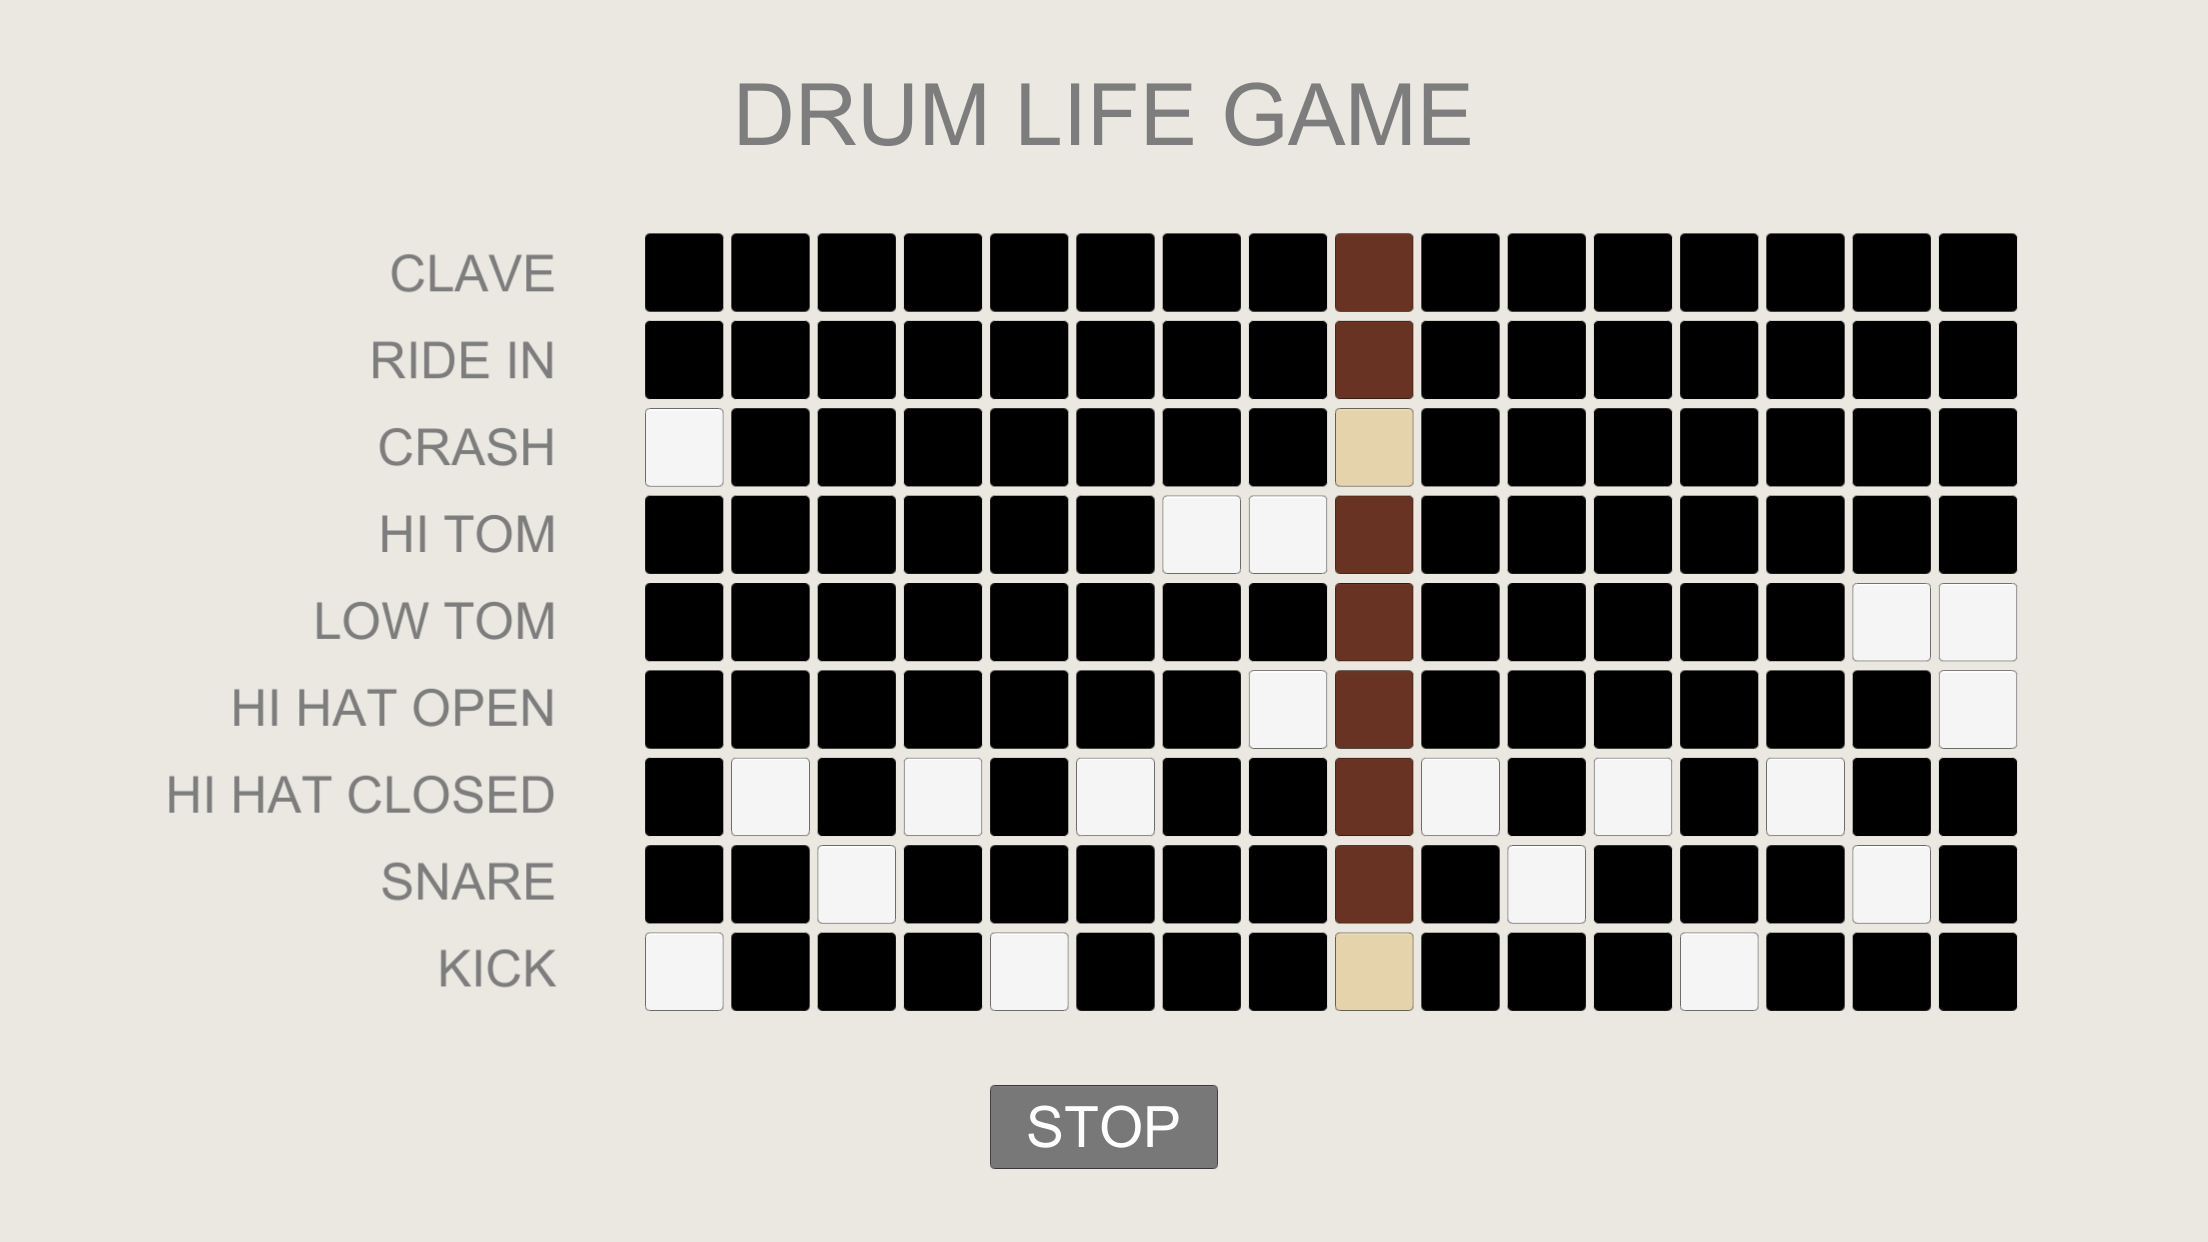 DRUM LIFE GAME
CLAVE
RIDE IN
CRASH
HI TOM
LOW TOM
HI HAT OPEN
HI HAT CLOSED
SNARE
KICK
STOP